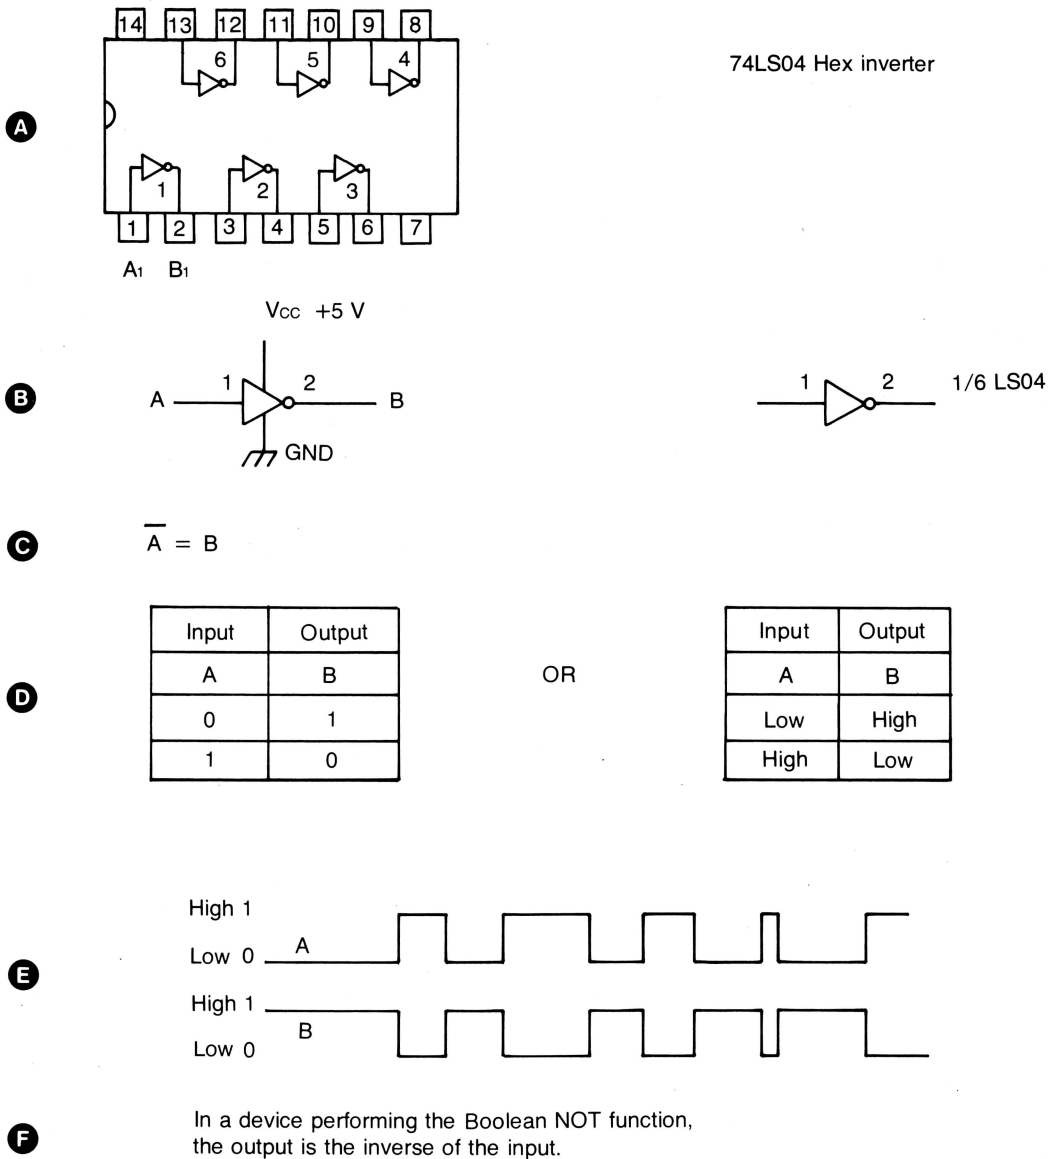 14 13 12 11 10 9 8
6 5 4
74LS04 Hex inverter
A
1 2 3
1 2 3 4 5 6 7
A1 B1
VCC +5 V
B
A 1 2 B
1 2 1/6 LS04
GND
C
A̅ = B
D
Input Output
A B
0 1
1 0
OR
Input Output
A B
Low High
High Low
E
High 1
Low 0 A
High 1
B
Low 0
F
In a device performing the Boolean NOT function,
the output is the inverse of the input.